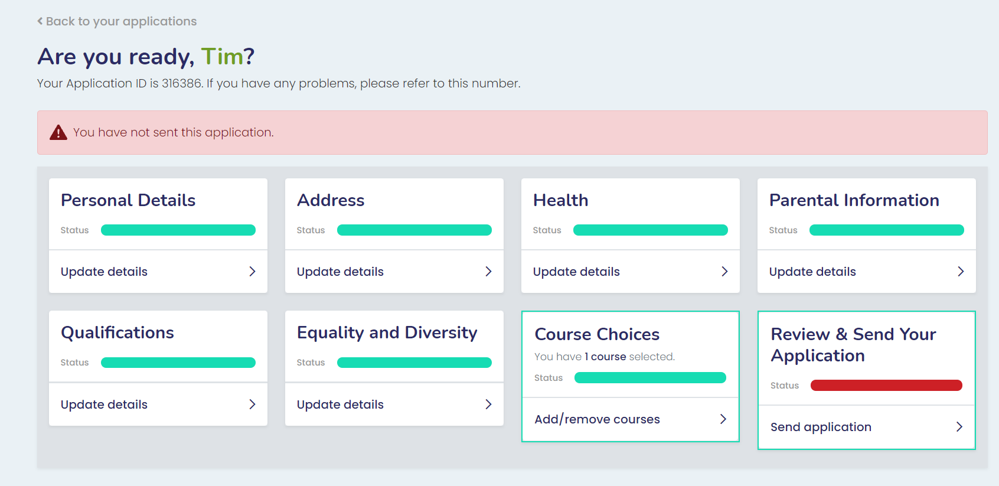 Back to your applications
Are you ready, Tim?
Your Application ID is 316386. If you have any problems, please refer to this number.
You have not sent this application.
Personal Details
Status
Update details
Address
Status
Update details
Health
Status
Update details
Parental Information
Status
Update details
Qualifications
Status
Update details
Equality and Diversity
Status
Update details
Course Choices
You have 1 course selected.
Status
Add/remove courses
Review & Send Your
Application
Status
Send application